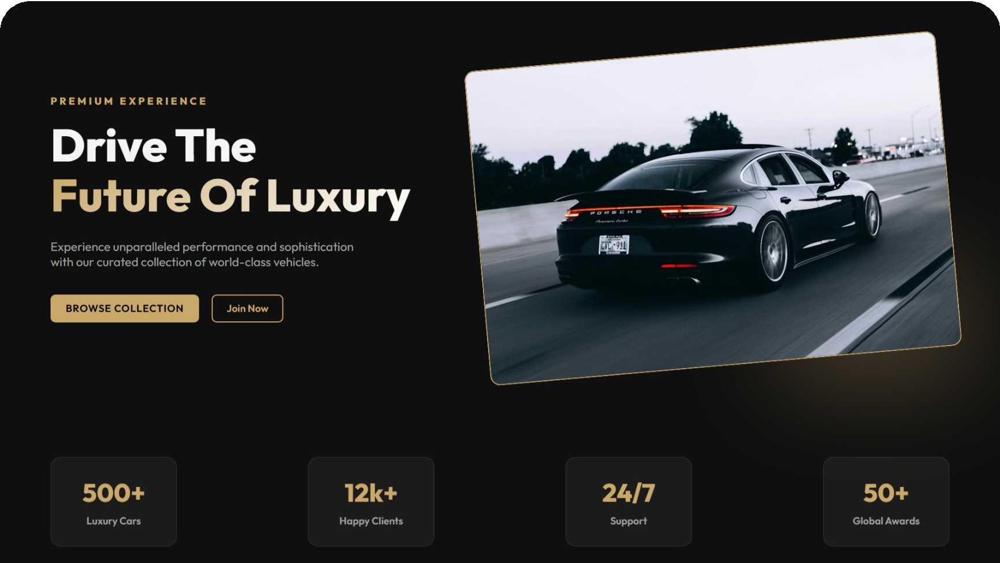 PREMIUM EXPERIENCE
Drive The
Future Of Luxury
Experience unparalleled performance and sophistication
with our curated collection of world-class vehicles.
BROWSE COLLECTION
Join Now
PORSCHE
Panamera Turbo
CVC 911
COOPER
500+
Luxury Cars
12k+
Happy Clients
24/7
Support
50+
Global Awards